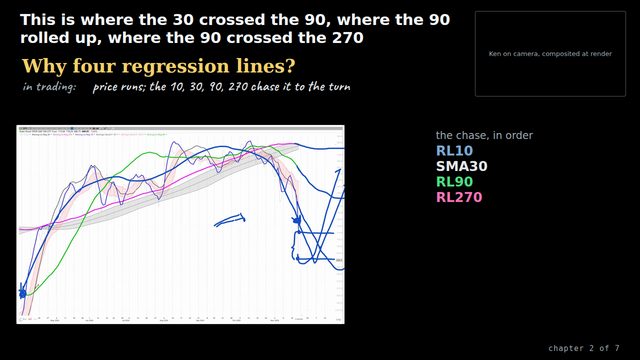 This is where the 30 crossed the 90, where the 90
rolled up, where the 90 crossed the 270
Ken on camera, composited at render
Why four regression lines?
in trading: price runs; the 10, 30, 90, 270 chase it to the turn
the chase, in order
RL10
SMA30
RL90
RL270
chapter 2 of 7